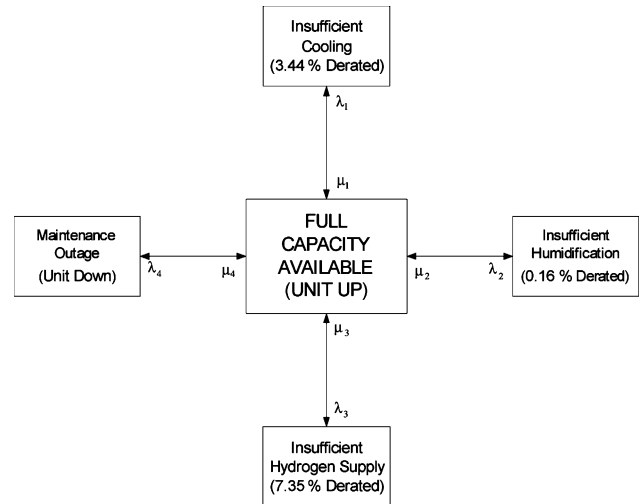 Insufficient
Cooling
(3.44 % Derated)
λ₁
μ₁
Maintenance
Outage
(Unit Down)
λ₄
μ₄
FULL
CAPACITY
AVAILABLE
(UNIT UP)
μ₂
λ₂
Insufficient
Humidification
(0.16 % Derated)
μ₃
λ₃
Insufficient
Hydrogen Supply
(7.35 % Derated)